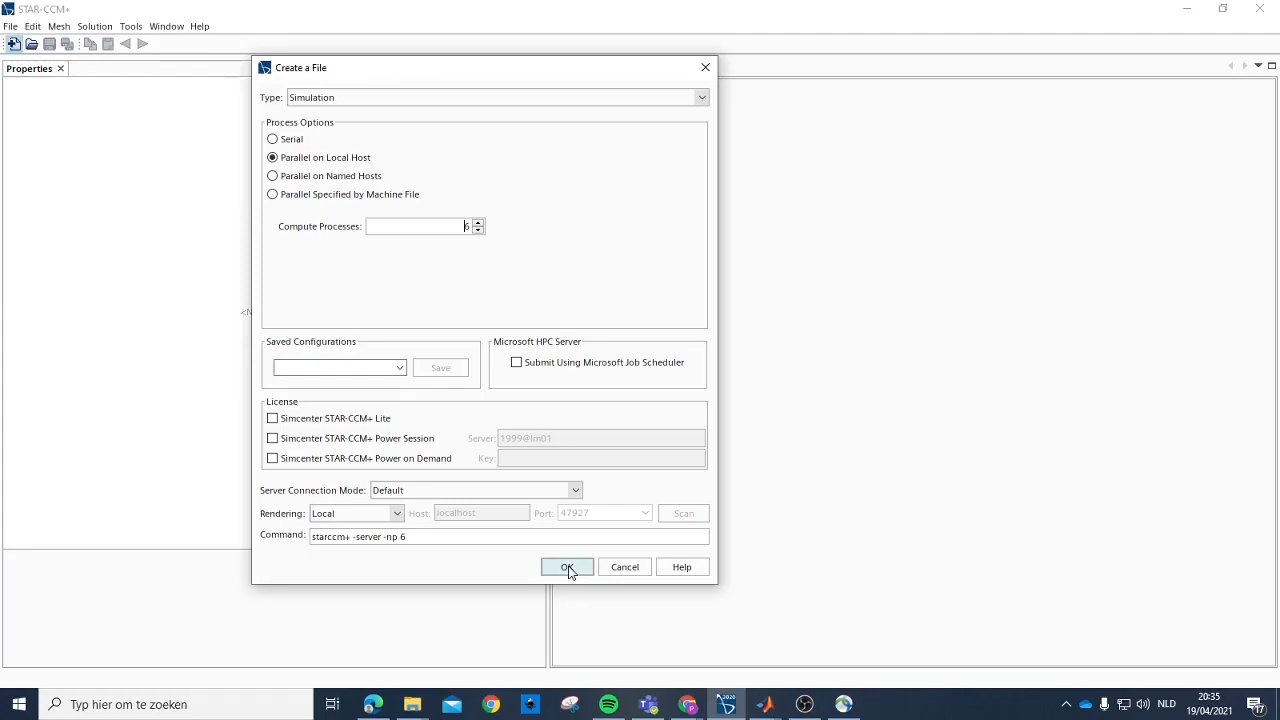 STAR-CCM+
File Edit Mesh Solution Tools Window Help
Properties
Create a File
Type: Simulation
Process Options
Serial
Parallel on Local Host
Parallel on Named Hosts
Parallel Specified by Machine File
Compute Processes: 6
Saved Configurations
Save
Microsoft HPC Server
Submit Using Microsoft Job Scheduler
License
Simcenter STAR-CCM+ Lite
Simcenter STAR-CCM+ Power Session Server: 1999@lm01
Simcenter STAR-CCM+ Power on Demand Key:
Server Connection Mode: Default
Rendering: Local Host: localhost Port: 47927 Scan
Command: starccm+ -server -np 6
OK Cancel Help
<N
Typ hier om te zoeken
2020
NLD
20:35
19/04/2021
17